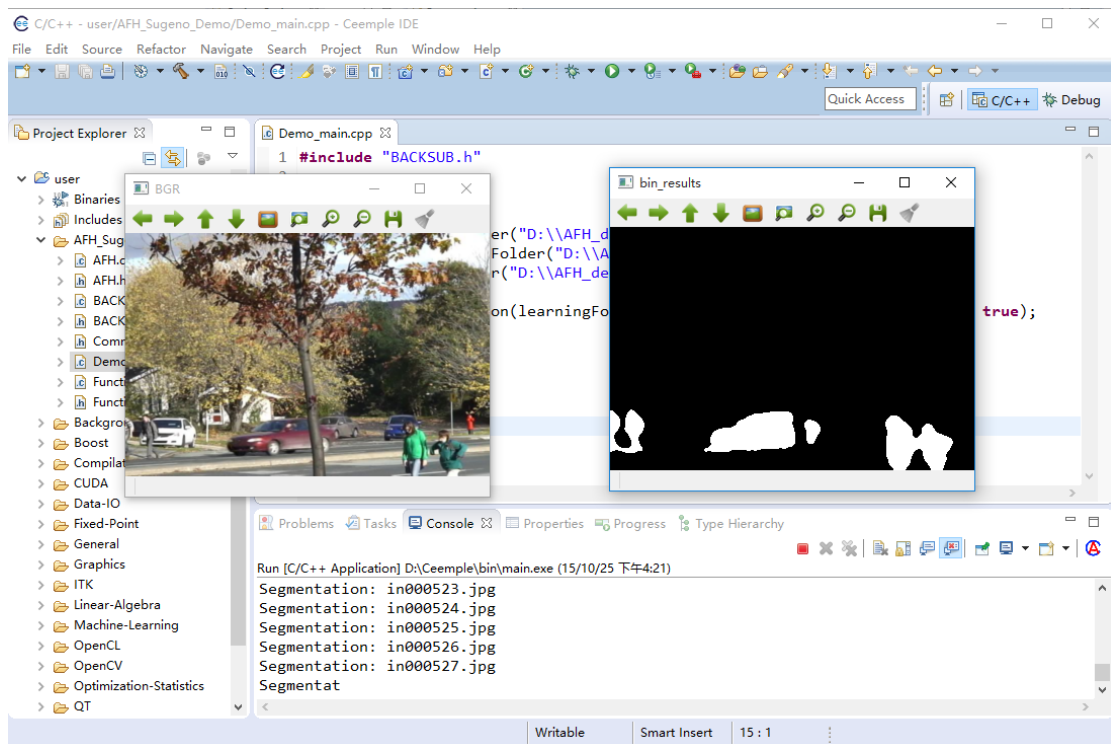 C/C++ - user/AFH_Sugeno_Demo/Demo_main.cpp - Ceemple IDE
File Edit Source Refactor Navigate Search Project Run Window Help
Quick Access C/C++ Debug
Project Explorer
Demo_main.cpp
1 #include "BACKSUB.h"
user
Binaries
Includes
AFH_Sug
AFH.c
AFH.h
BACK
BACK
Comm
Demo
Functi
Functi
Backgrou
Boost
Compilat
CUDA
Data-IO
Fixed-Point
General
Graphics
ITK
Linear-Algebra
Machine-Learning
OpenCL
OpenCV
Optimization-Statistics
QT
BGR
er("D:\\AFH_d
Folder("D:\\A
r("D:\\AFH_de
on(learningFo
true);
bin_results
Problems Tasks Console Properties Progress Type Hierarchy
Run [C/C++ Application] D:\Ceemple\bin\main.exe (15/10/25 下午4:21)
Segmentation: in000523.jpg
Segmentation: in000524.jpg
Segmentation: in000525.jpg
Segmentation: in000526.jpg
Segmentation: in000527.jpg
Segmentat
Writable Smart Insert 15 : 1